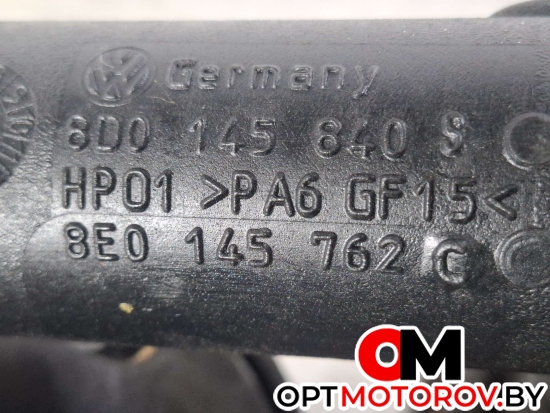 Germany
8D0 145 840 S
HP01 >PA6 GF15<
8E0 145 762 C
OM
OPTMOTOROV.BY